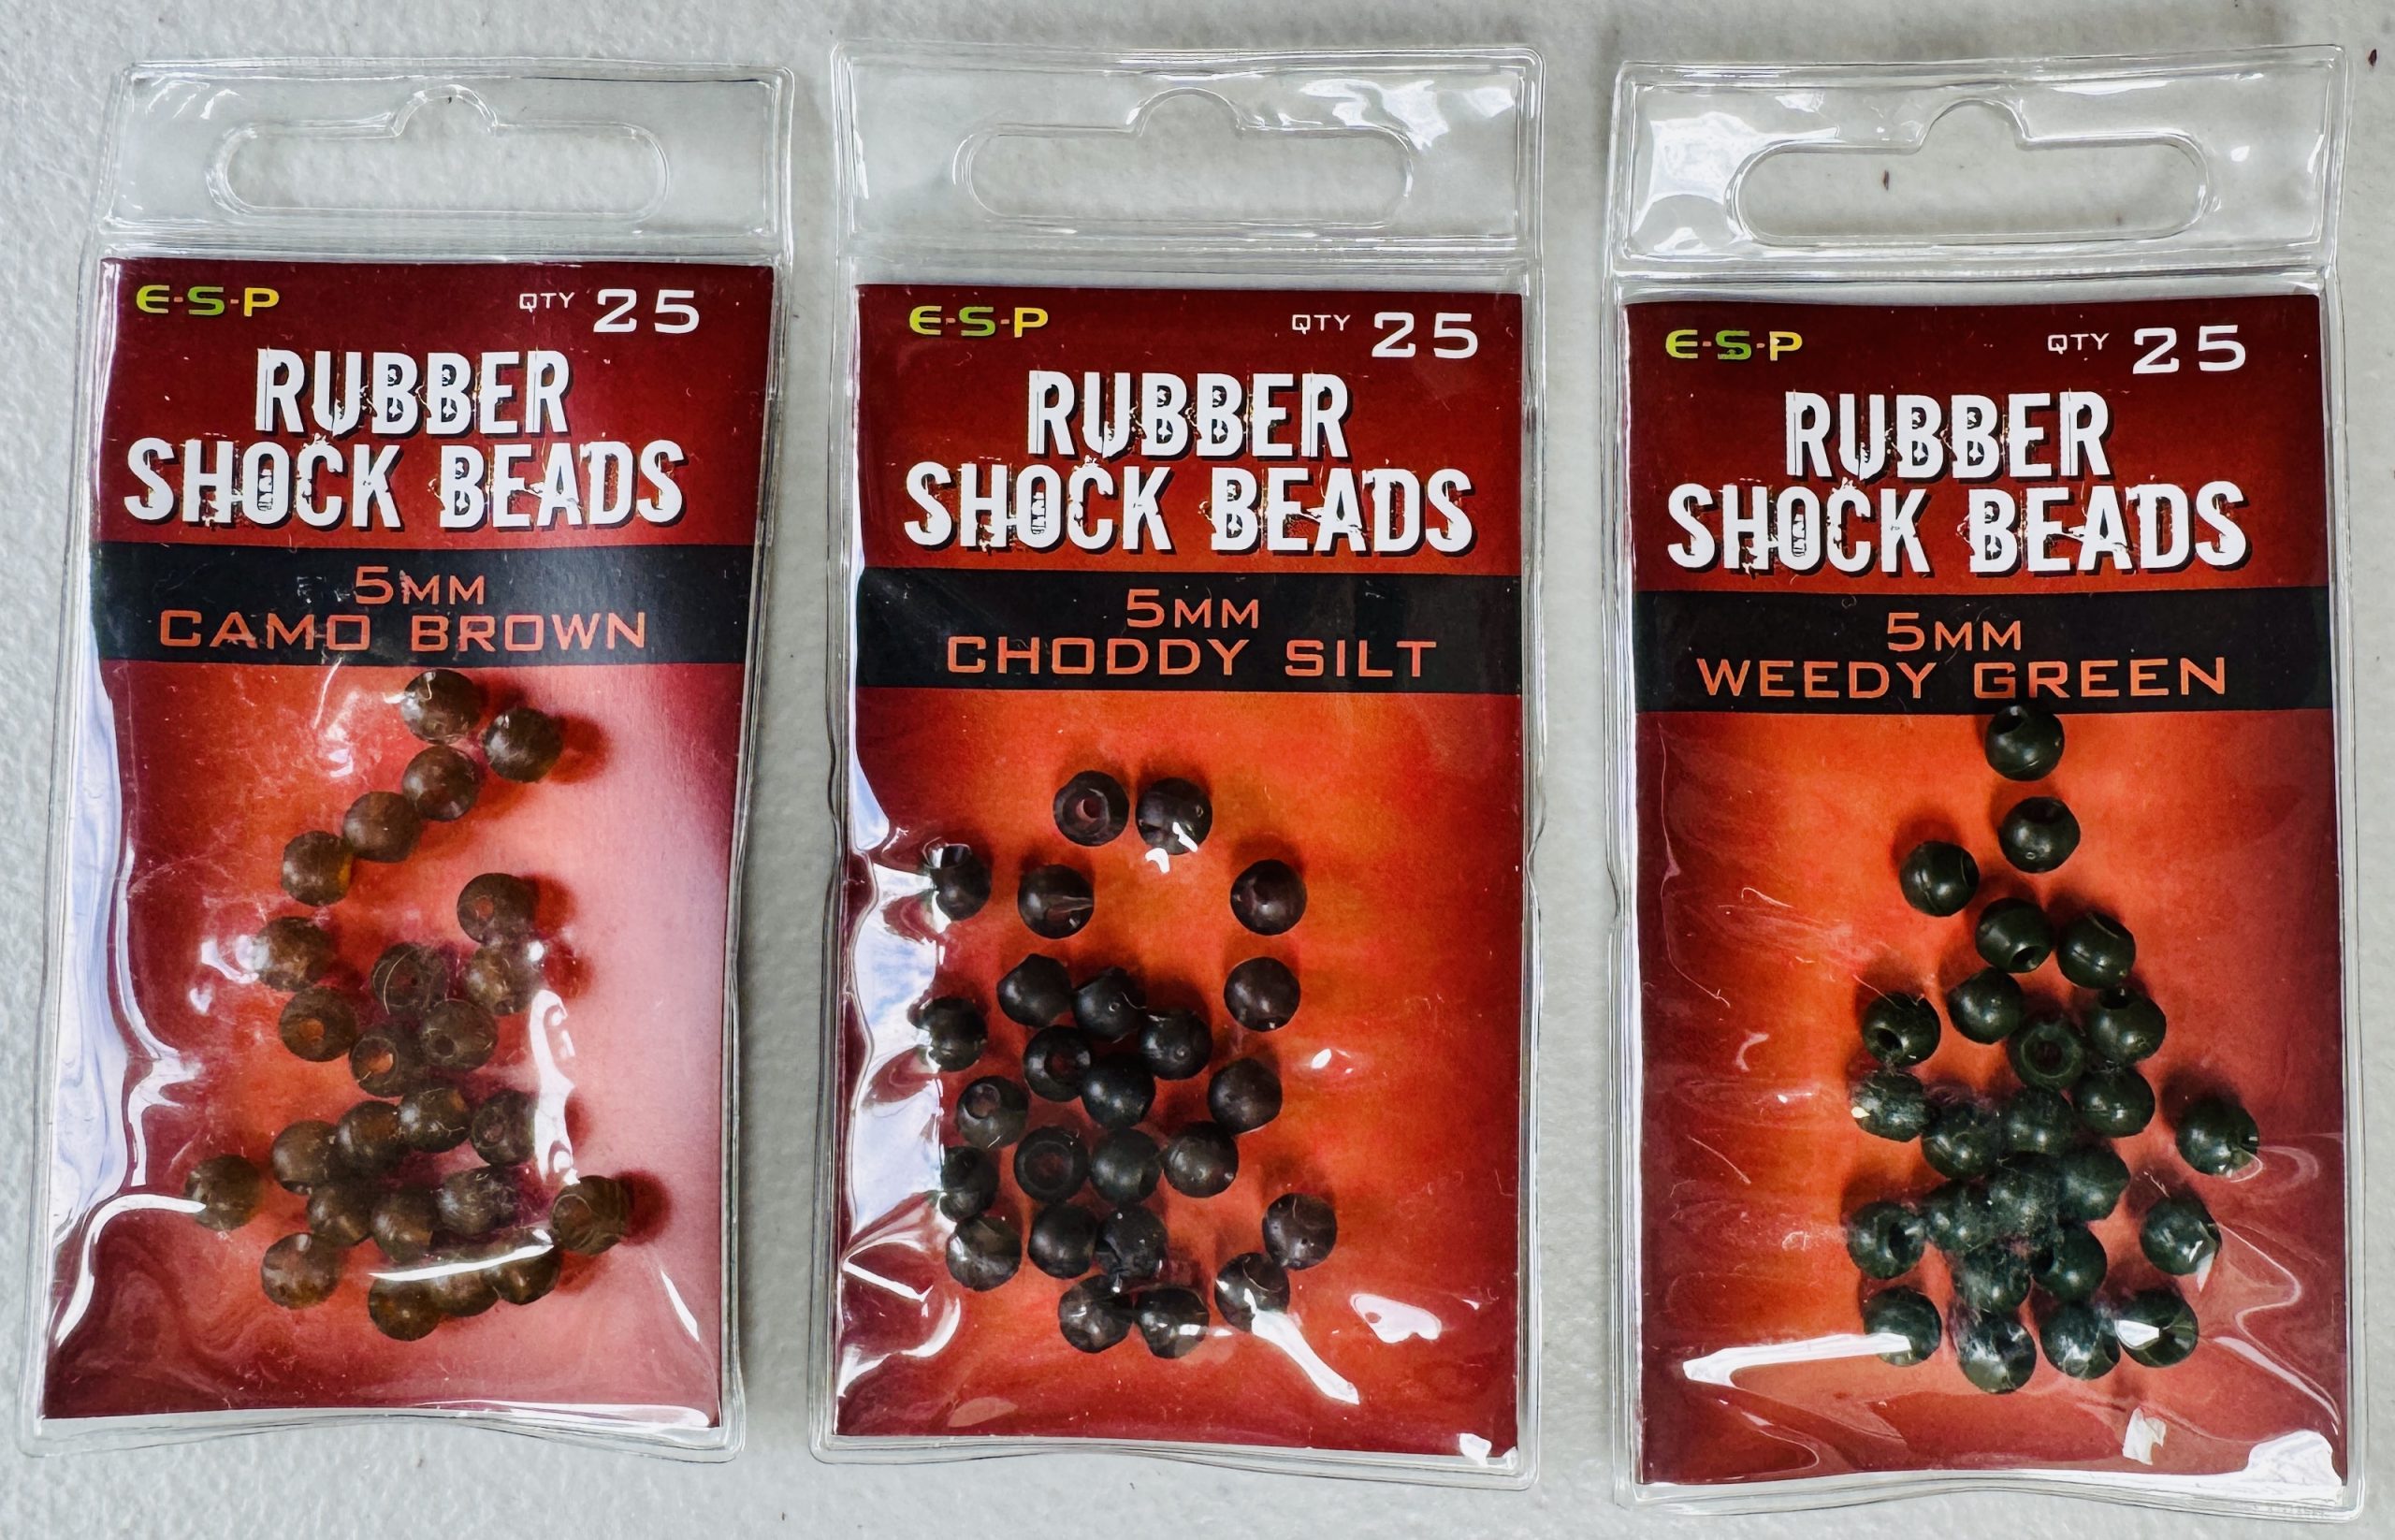 E-S-P QTY 25
RUBBER
SHOCK BEADS
5MM
CAMO BROWN
E-S-P QTY 25
RUBBER
SHOCK BEADS
5MM
CHODDY SILT
E-S-P QTY 25
RUBBER
SHOCK BEADS
5MM
WEEDY GREEN